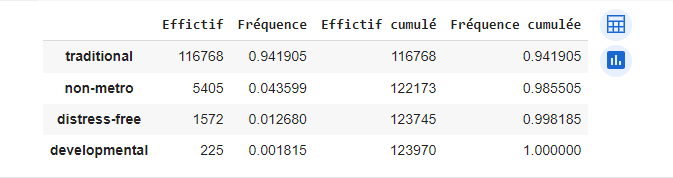 Effictif Fréquence Effictif cumulé Fréquence cumulée
traditional 116768 0.941905 116768 0.941905
non-metro 5405 0.043599 122173 0.985505
distress-free 1572 0.012680 123745 0.998185
developmental 225 0.001815 123970 1.000000